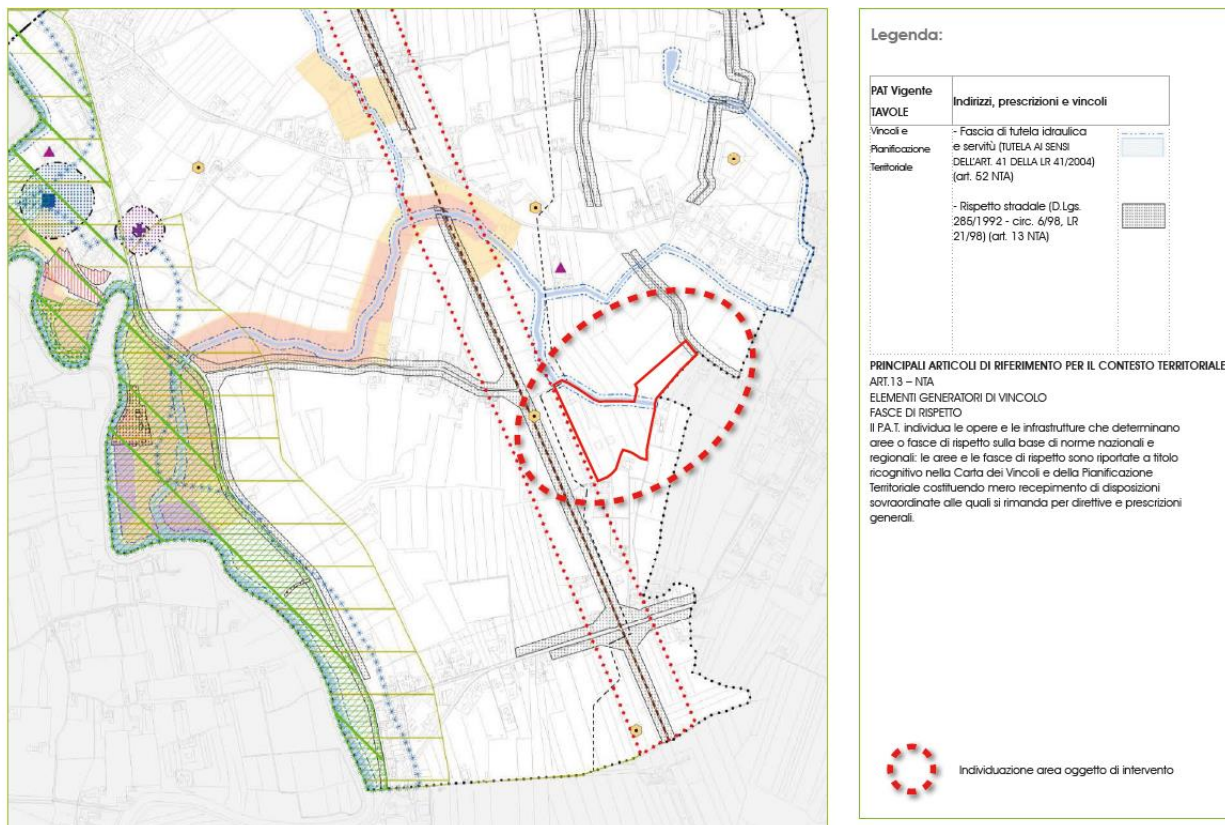 Legenda:
PAT Vigente
TAVOLE
Indirizzi, prescrizioni e vincoli
Vincoli e
Pianificazione
Territoriale
- Fascia di tutela idraulica
e servitù (TUTELA AI SENSI
DELL'ART. 41 DELLA LR 41/2004)
(art. 52 NTA)
- Rispetto stradale (D.Lgs.
285/1992 - circ. 6/98, LR
21/98) (art. 13 NTA)
PRINCIPALI ARTICOLI DI RIFERIMENTO PER IL CONTESTO TERRITORIALE
ART.13 – NTA
ELEMENTI GENERATORI DI VINCOLO
FASCE DI RISPETTO
Il P.A.T. individua le opere e le infrastrutture che determinano
aree o fasce di rispetto sulla base di norme nazionali e
regionali: le aree e le fasce di rispetto sono riportate a titolo
ricognitivo nella Carta dei Vincoli e della Pianificazione
Territoriale costituendo mero recepimento di disposizioni
sovraordinate alle quali si rimanda per direttive e prescrizioni
generali.
Individuazione area oggetto di intervento